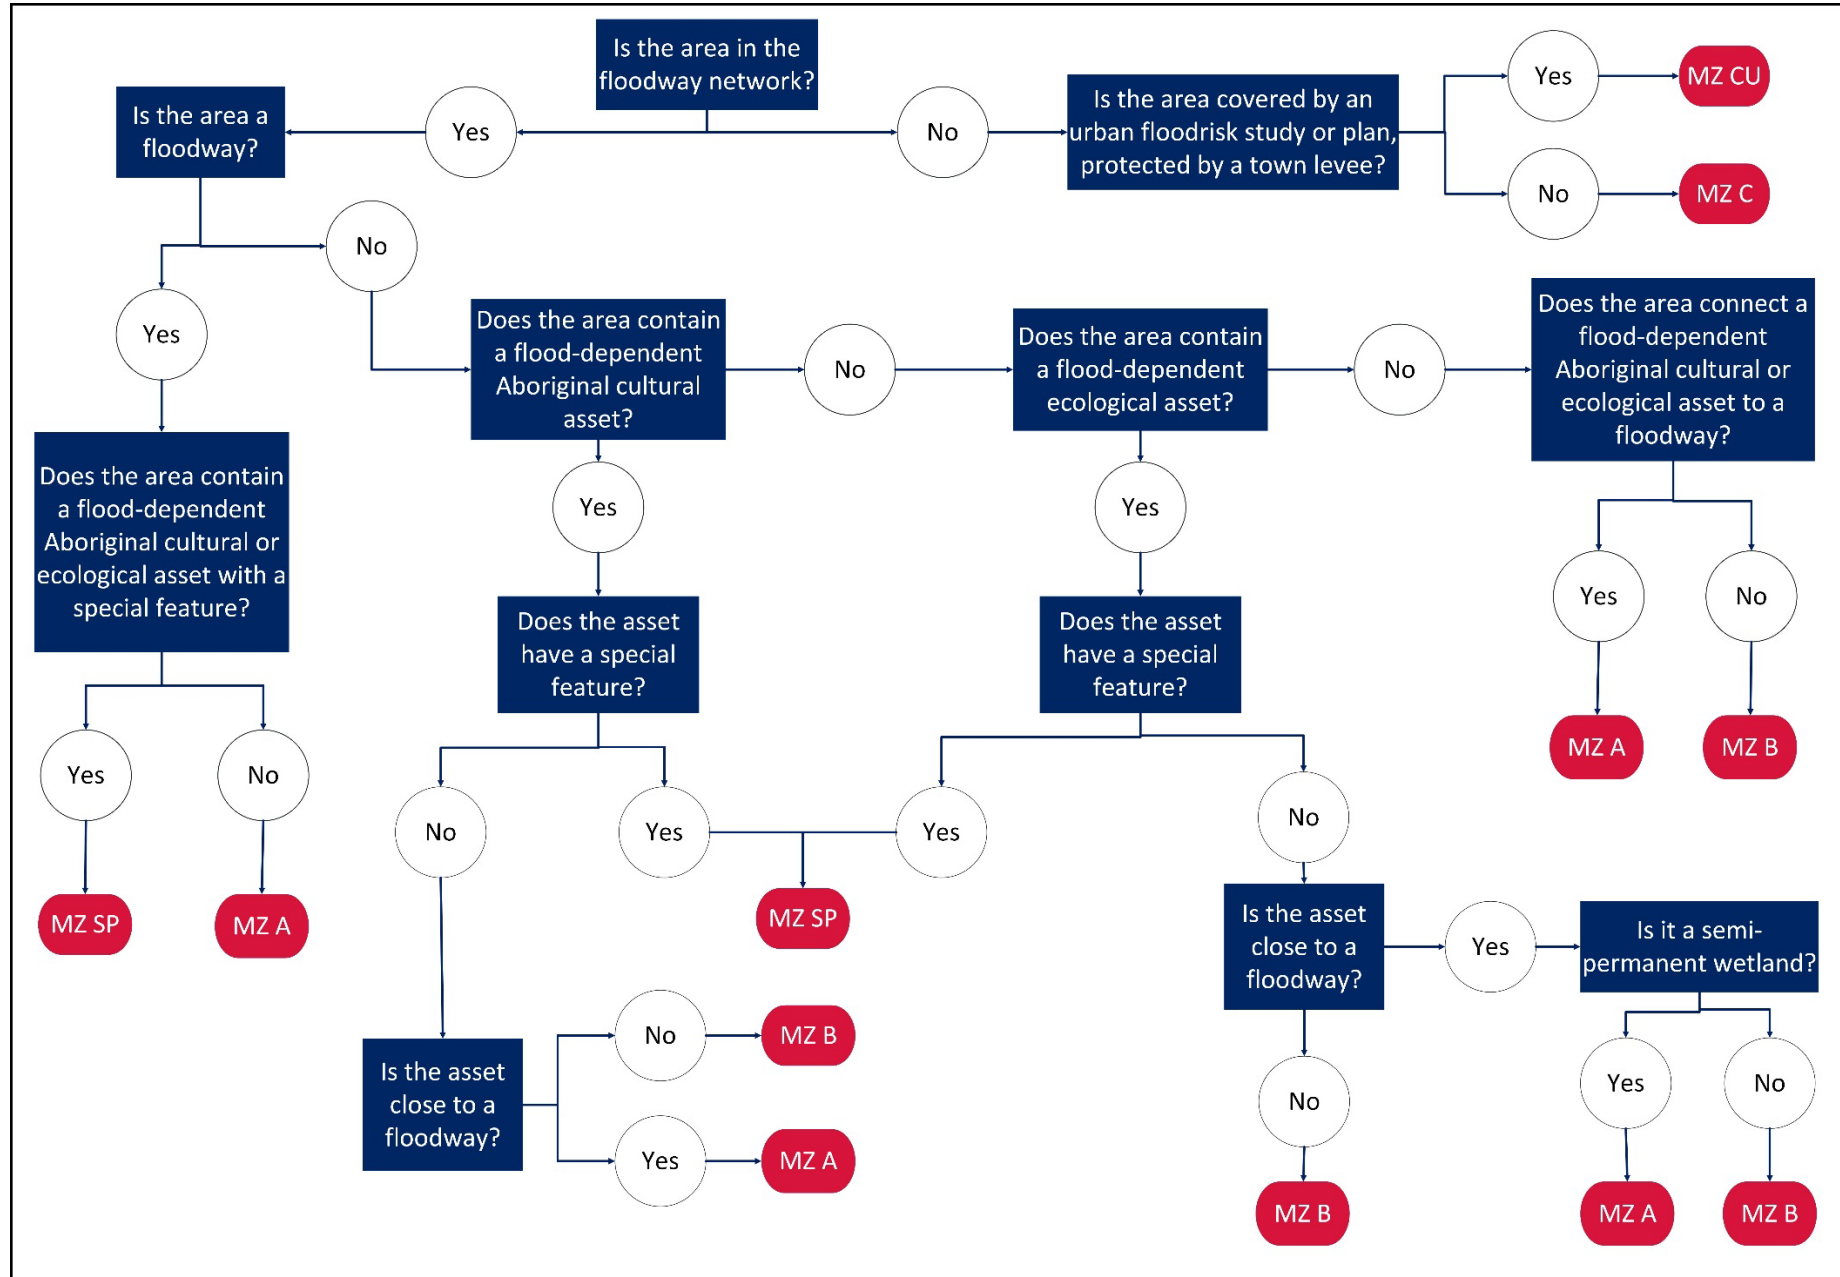 Is the area in the
floodway network?
Yes
No
Is the area a
floodway?
Is the area covered by an
urban floodrisk study or plan,
protected by a town levee?
Yes
MZ CU
No
MZ C
No
Yes
Does the area contain
a flood-dependent
Aboriginal cultural
asset?
No
Does the area contain
a flood-dependent
ecological asset?
No
Does the area connect a
flood-dependent
Aboriginal cultural or
ecological asset to a
floodway?
Does the area contain
a flood-dependent
Aboriginal cultural or
ecological asset with a
special feature?
Yes
Yes
Yes
No
Does the asset
have a special
feature?
Does the asset
have a special
feature?
MZ A
MZ B
Yes
No
No
Yes
Yes
No
MZ SP
MZ A
MZ SP
Is the asset
close to a
floodway?
Yes
Is it a semi-
permanent wetland?
Is the asset
close to a
floodway?
No
MZ B
Yes
MZ A
No
Yes
No
MZ B
MZ A
MZ B